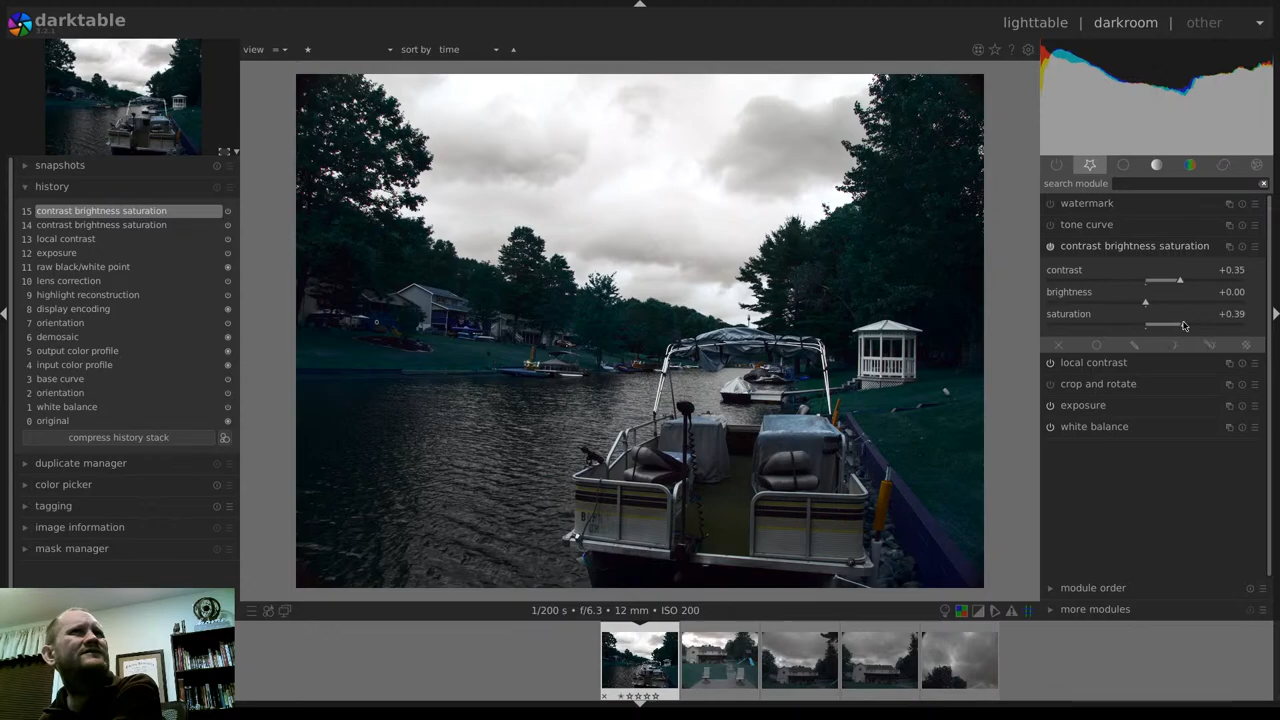 darktable
3.2.1
lighttable | darkroom | other
view = ★ sort by time
snapshots
history
15 contrast brightness saturation
14 contrast brightness saturation
13 local contrast
12 exposure
11 raw black/white point
10 lens correction
9 highlight reconstruction
8 display encoding
7 orientation
6 demosaic
5 output color profile
4 input color profile
3 base curve
2 orientation
1 white balance
0 original
compress history stack
duplicate manager
color picker
tagging
image information
mask manager
search module
watermark
tone curve
contrast brightness saturation
contrast +0.35
brightness +0.00
saturation +0.39
local contrast
crop and rotate
exposure
white balance
module order
more modules
1/200 s • f/6.3 • 12 mm • ISO 200